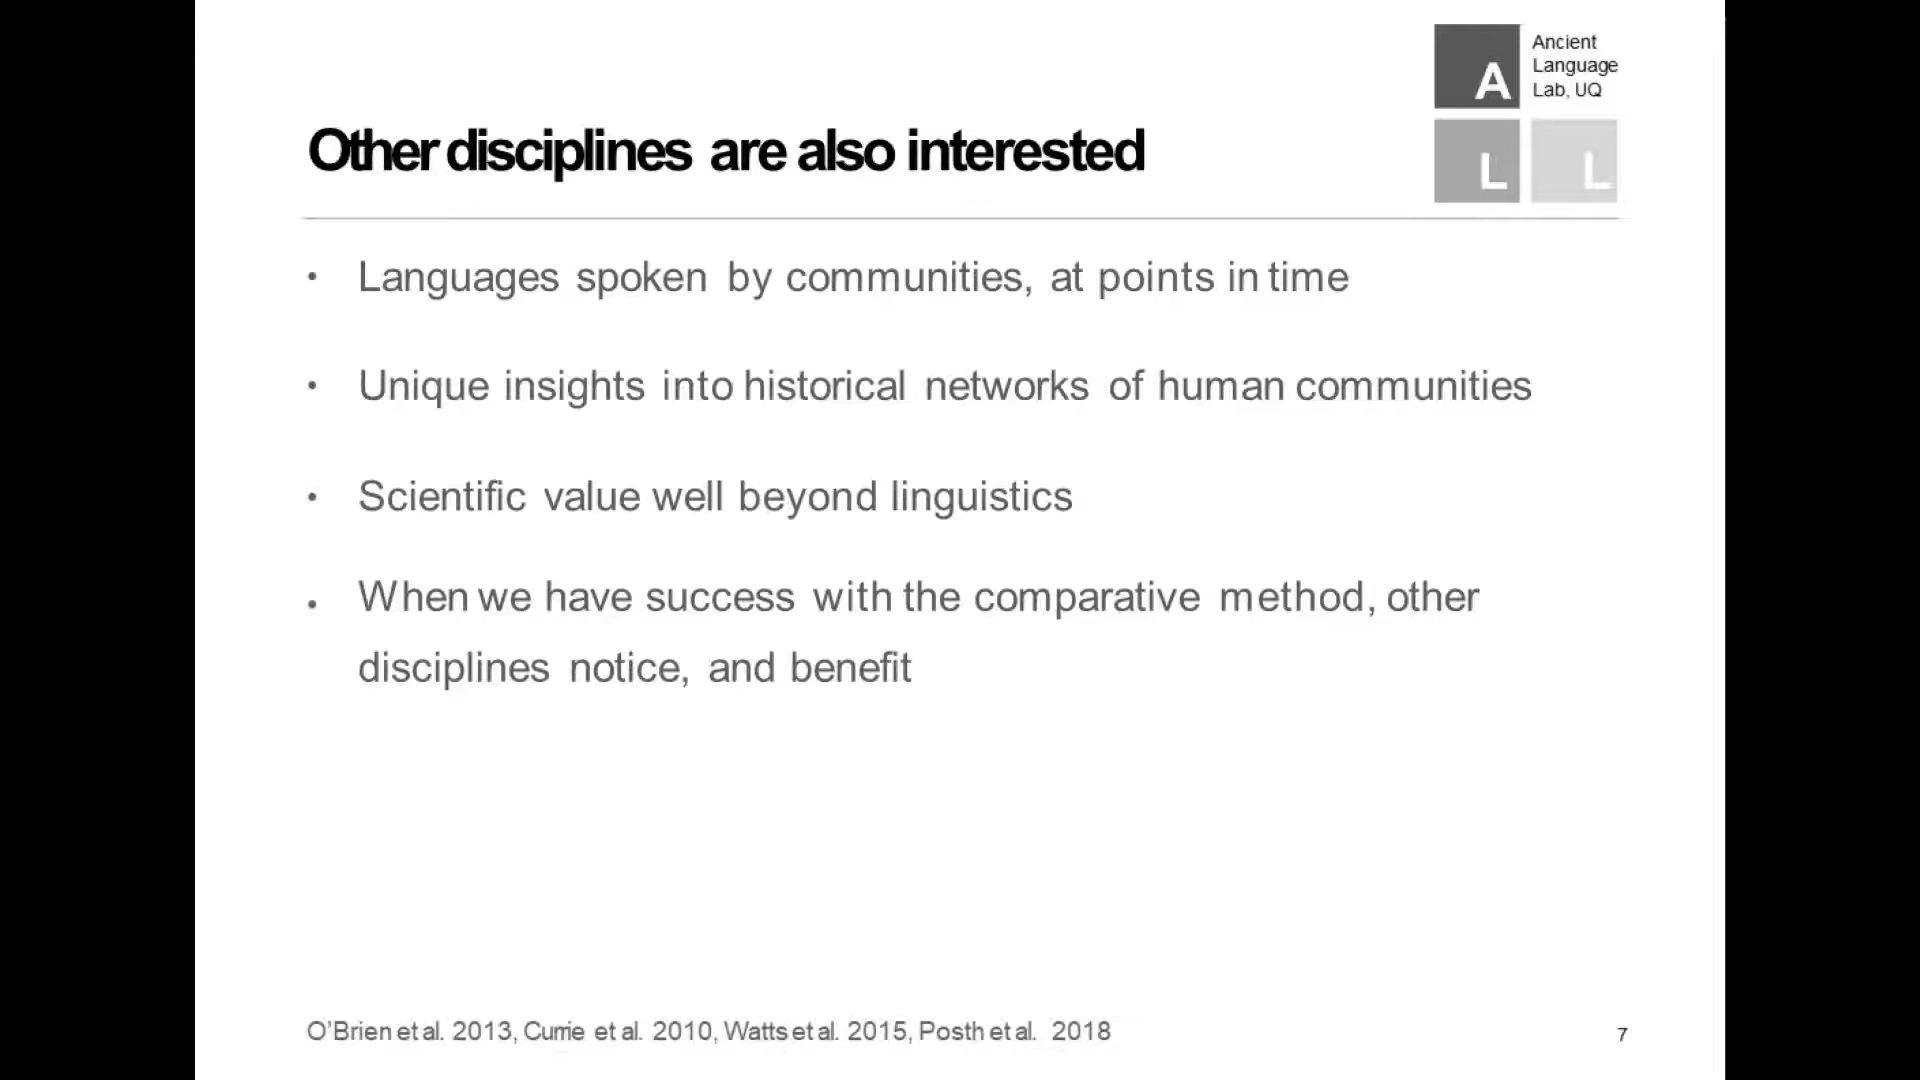 Ancient
Language
Lab, UQ
A
L L
Other disciplines are also interested
• Languages spoken by communities, at points in time
• Unique insights into historical networks of human communities
• Scientific value well beyond linguistics
• When we have success with the comparative method, other
disciplines notice, and benefit
O'Brien et al. 2013, Currie et al. 2010, Watts et al. 2015, Posth et al. 2018
7